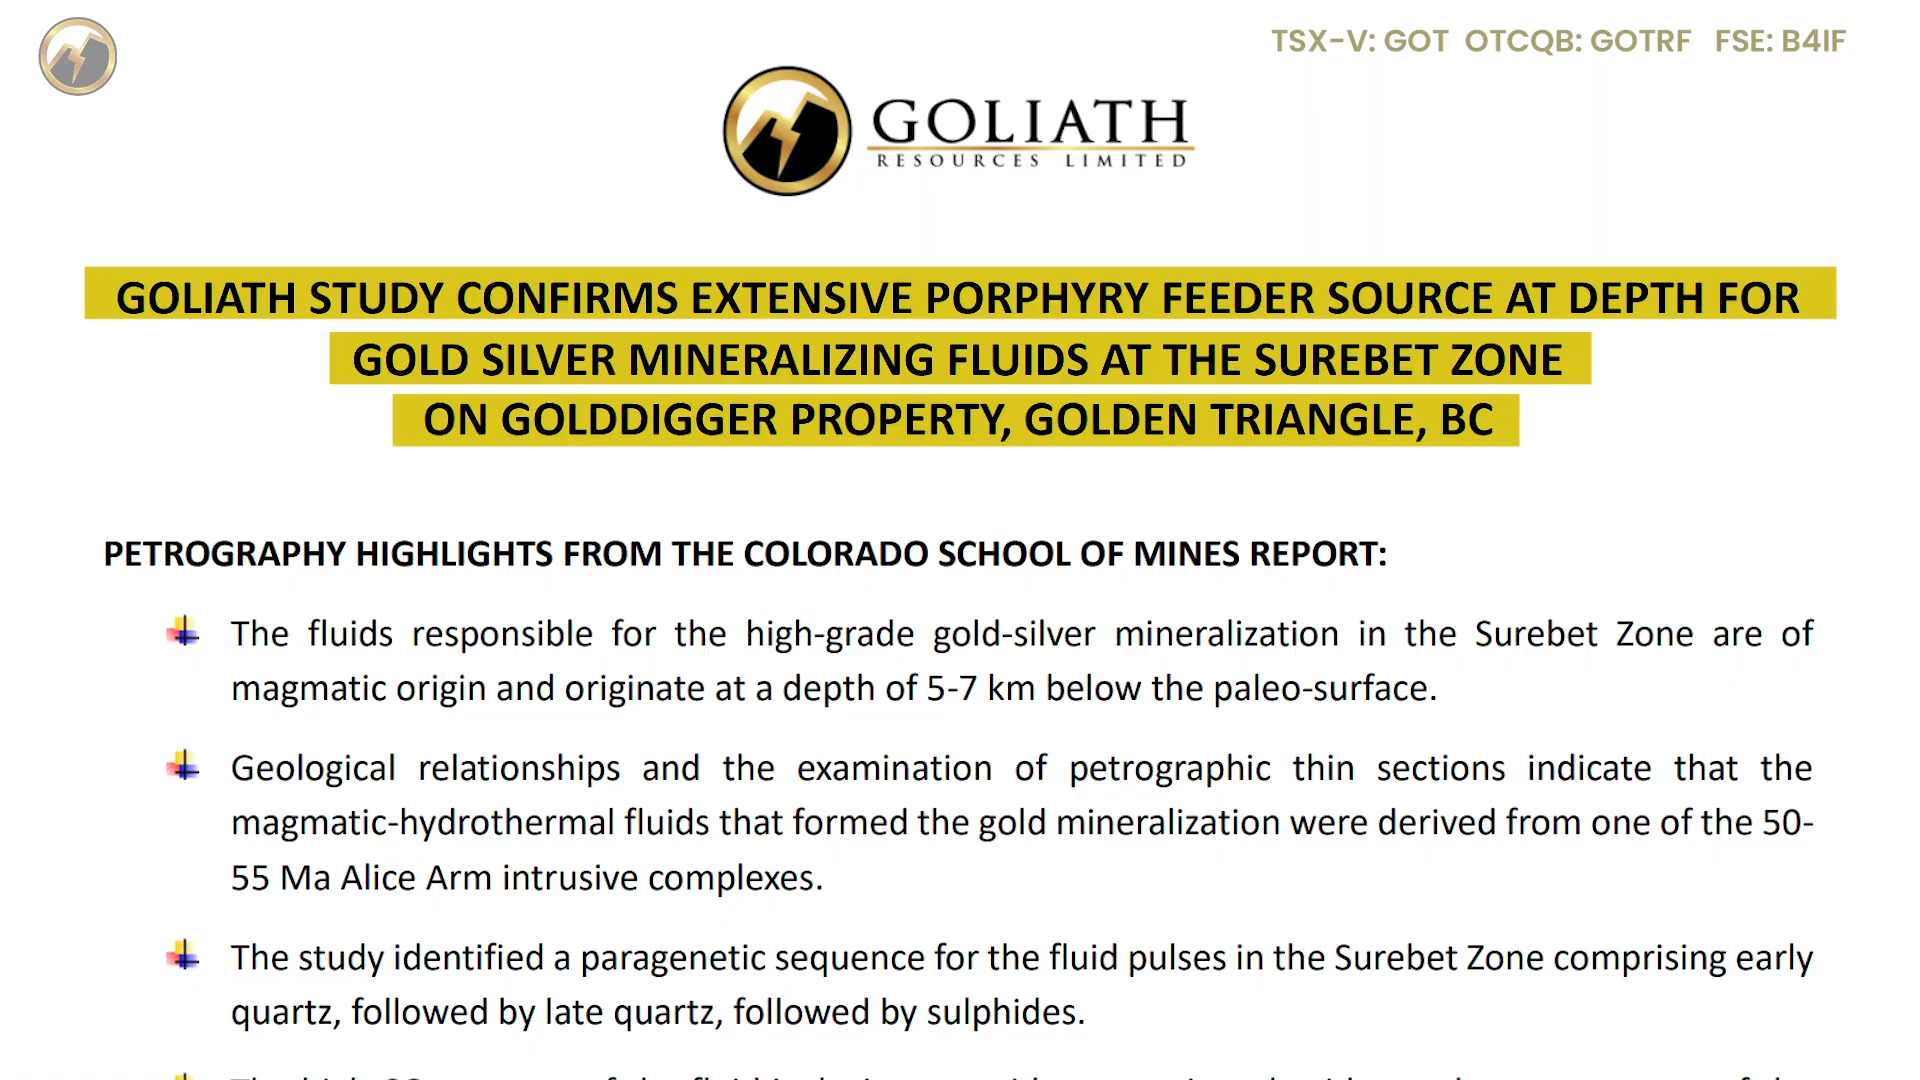 TSX-V: GOT OTCQB: GOTRF FSE: B4IF
GOLIATH
RESOURCES LIMITED
GOLIATH STUDY CONFIRMS EXTENSIVE PORPHYRY FEEDER SOURCE AT DEPTH FOR
GOLD SILVER MINERALIZING FLUIDS AT THE SUREBET ZONE
ON GOLDDIGGER PROPERTY, GOLDEN TRIANGLE, BC
PETROGRAPHY HIGHLIGHTS FROM THE COLORADO SCHOOL OF MINES REPORT:
The fluids responsible for the high-grade gold-silver mineralization in the Surebet Zone are of
magmatic origin and originate at a depth of 5-7 km below the paleo-surface.
Geological relationships and the examination of petrographic thin sections indicate that the
magmatic-hydrothermal fluids that formed the gold mineralization were derived from one of the 50-
55 Ma Alice Arm intrusive complexes.
The study identified a paragenetic sequence for the fluid pulses in the Surebet Zone comprising early
quartz, followed by late quartz, followed by sulphides.